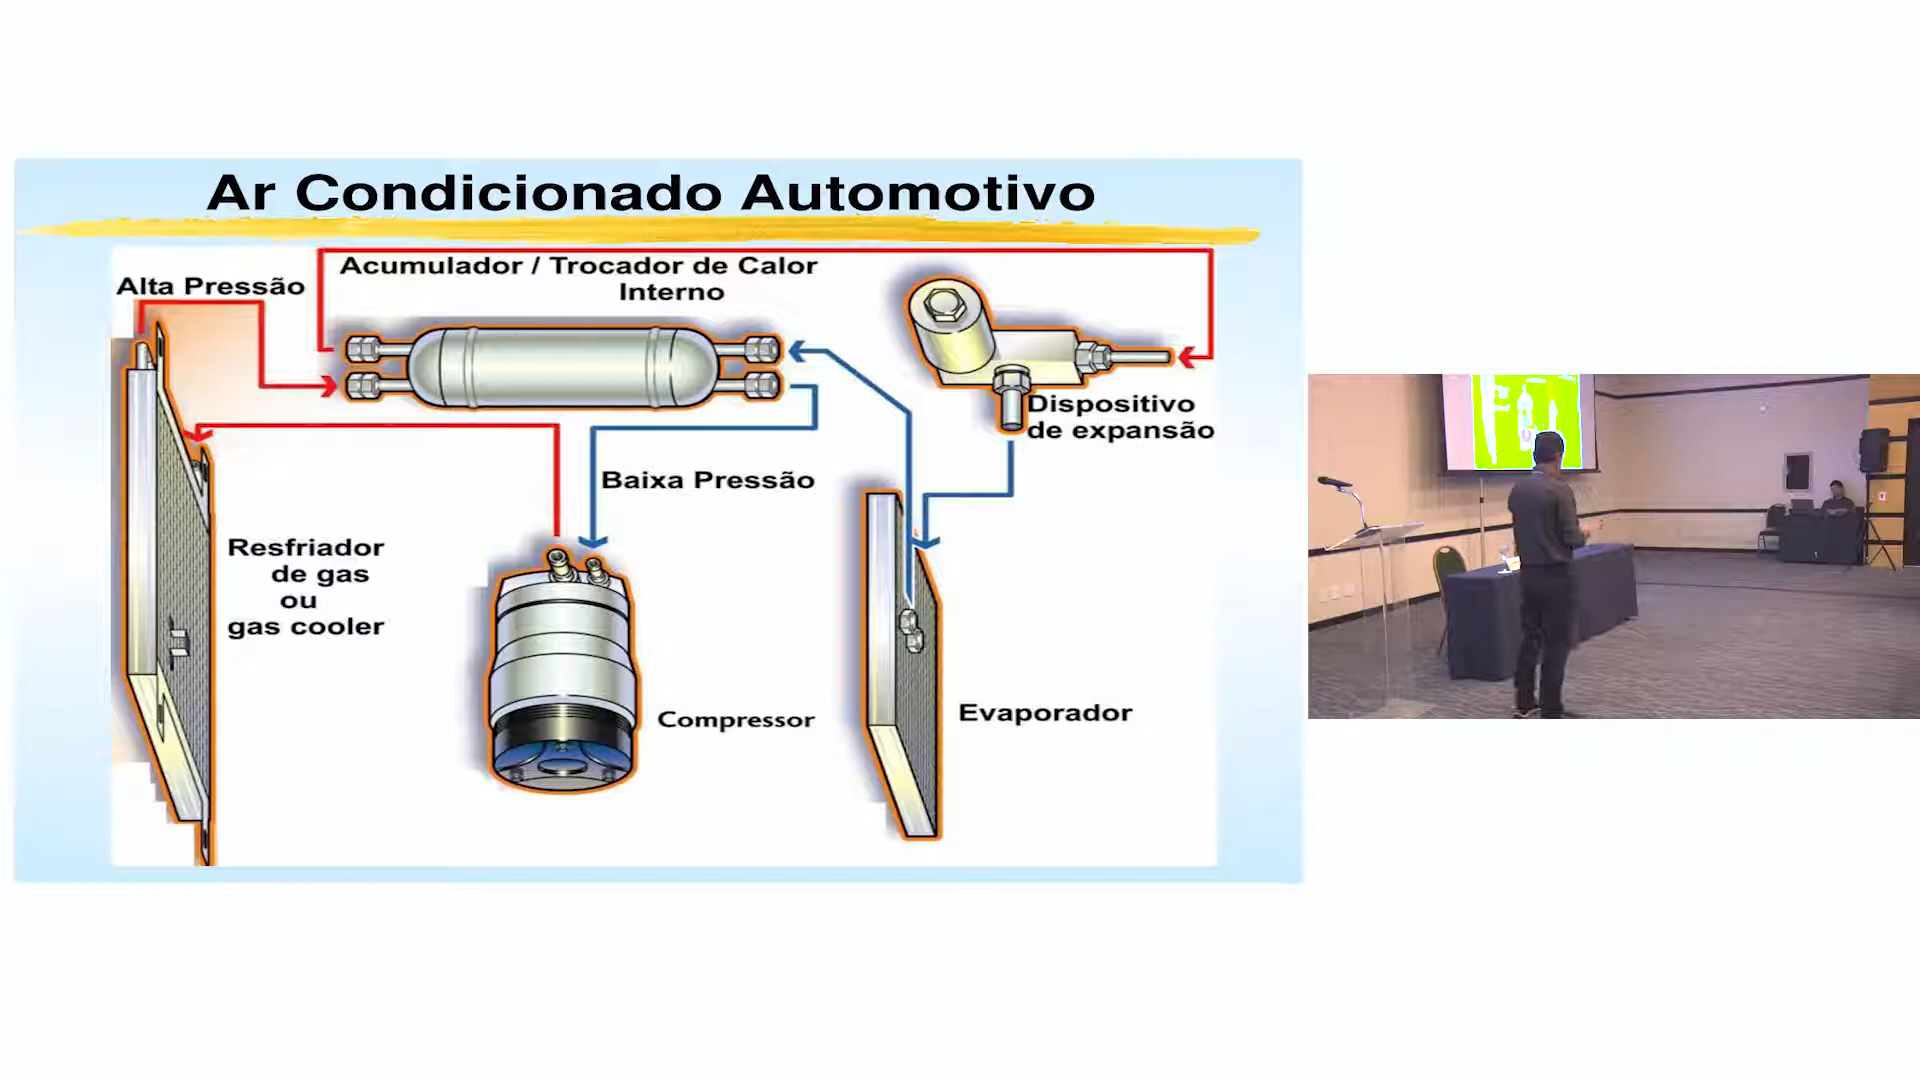 Ar Condicionado Automotivo
Acumulador / Trocador de Calor
Interno
Alta Pressão
Dispositivo
de expansão
Baixa Pressão
Resfriador
de gas
ou
gas cooler
Compressor
Evaporador